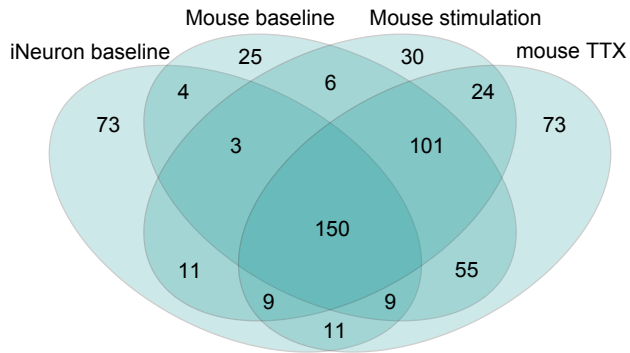 Mouse baseline Mouse stimulation
iNeuron baseline mouse TTX
25 30
4 6 24
73 73
3 101
150
11 55
9 9
11